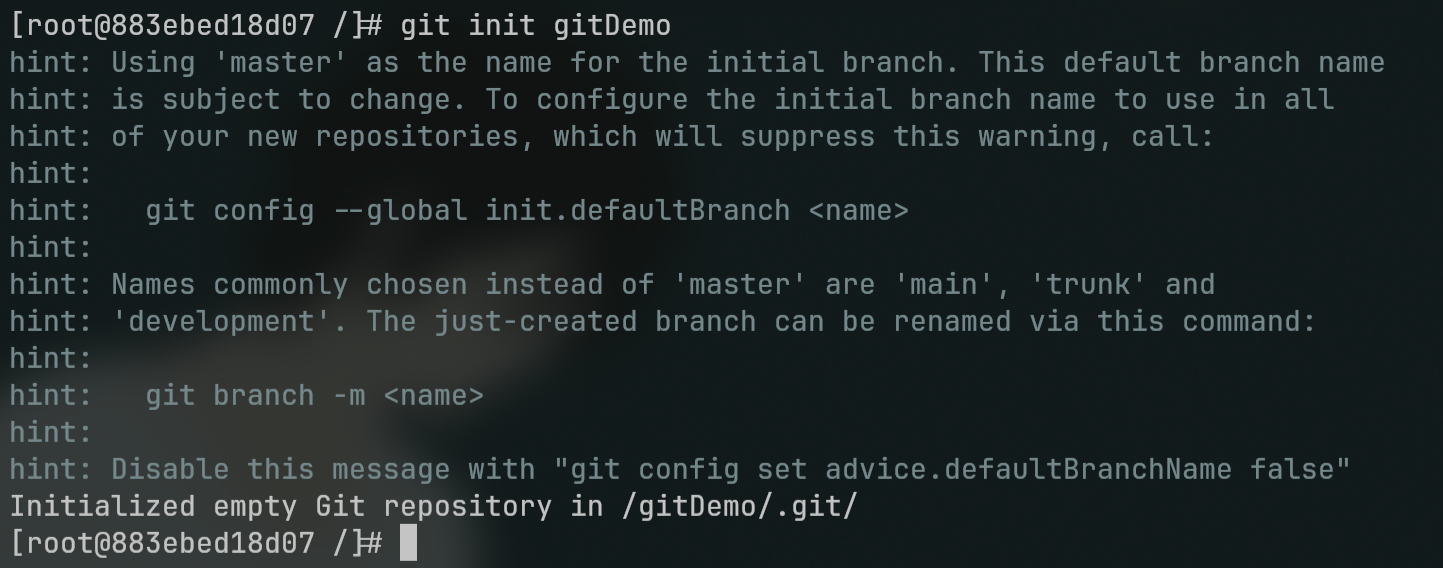 [root@883ebed18d07 /]# git init gitDemo
hint: Using 'master' as the name for the initial branch. This default branch name
hint: is subject to change. To configure the initial branch name to use in all
hint: of your new repositories, which will suppress this warning, call:
hint:
hint:   git config --global init.defaultBranch <name>
hint:
hint: Names commonly chosen instead of 'master' are 'main', 'trunk' and
hint: 'development'. The just-created branch can be renamed via this command:
hint:
hint:   git branch -m <name>
hint:
hint: Disable this message with "git config set advice.defaultBranchName false"
Initialized empty Git repository in /gitDemo/.git/
[root@883ebed18d07 /]#